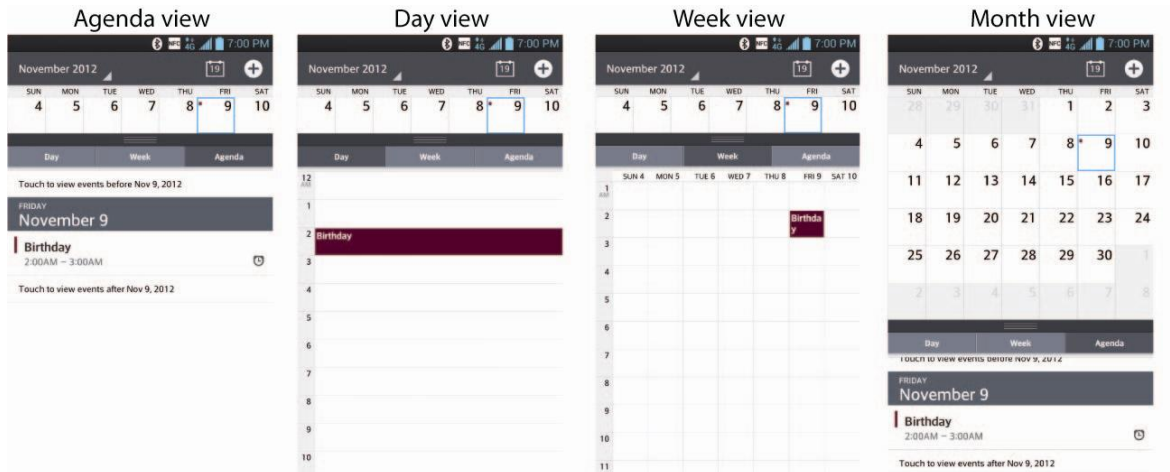 Agenda view
NFC 4G 7:00 PM
November 2012 19
SUN MON TUE WED THU FRI SAT
4 5 6 7 8 9 10
Day Week Agenda
Touch to view events before Nov 9, 2012
FRIDAY
November 9
Birthday
2:00AM – 3:00AM
Touch to view events after Nov 9, 2012
Day view
NFC 4G 7:00 PM
November 2012 19
SUN MON TUE WED THU FRI SAT
4 5 6 7 8 9 10
Day Week Agenda
12
AM
1
2 Birthday
3
4
5
6
7
8
9
10
Week view
NFC 4G 7:00 PM
November 2012 19
SUN MON TUE WED THU FRI SAT
4 5 6 7 8 9 10
Day Week Agenda
SUN 4 MON 5 TUE 6 WED 7 THU 8 FRI 9 SAT 10
1
AM
2 Birthda
y
3
4
5
6
7
8
9
10
11
Month view
NFC 4G 7:00 PM
November 2012 19
SUN MON TUE WED THU FRI SAT
28 29 30 31 1 2 3
4 5 6 7 8 9 10
11 12 13 14 15 16 17
18 19 20 21 22 23 24
25 26 27 28 29 30 1
2 3 4 5 6 7 8
Day Week Agenda
Touch to view events before Nov 9, 2012
FRIDAY
November 9
Birthday
2:00AM – 3:00AM
Touch to view events after Nov 9, 2012